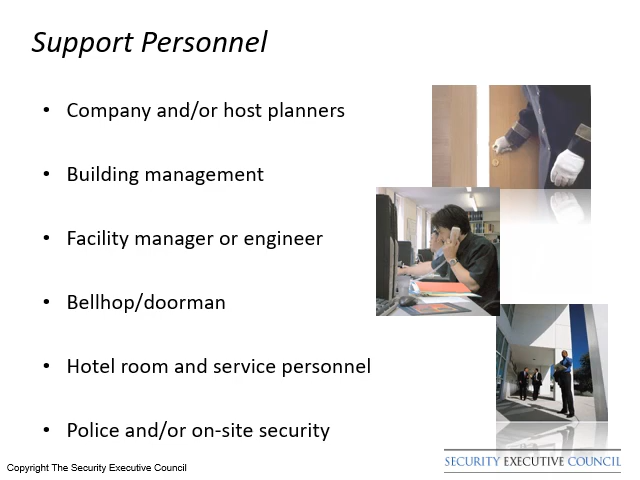 Support Personnel
• Company and/or host planners
• Building management
• Facility manager or engineer
• Bellhop/doorman
• Hotel room and service personnel
• Police and/or on-site security
Copyright The Security Executive Council
SECURITY EXECUTIVE COUNCIL